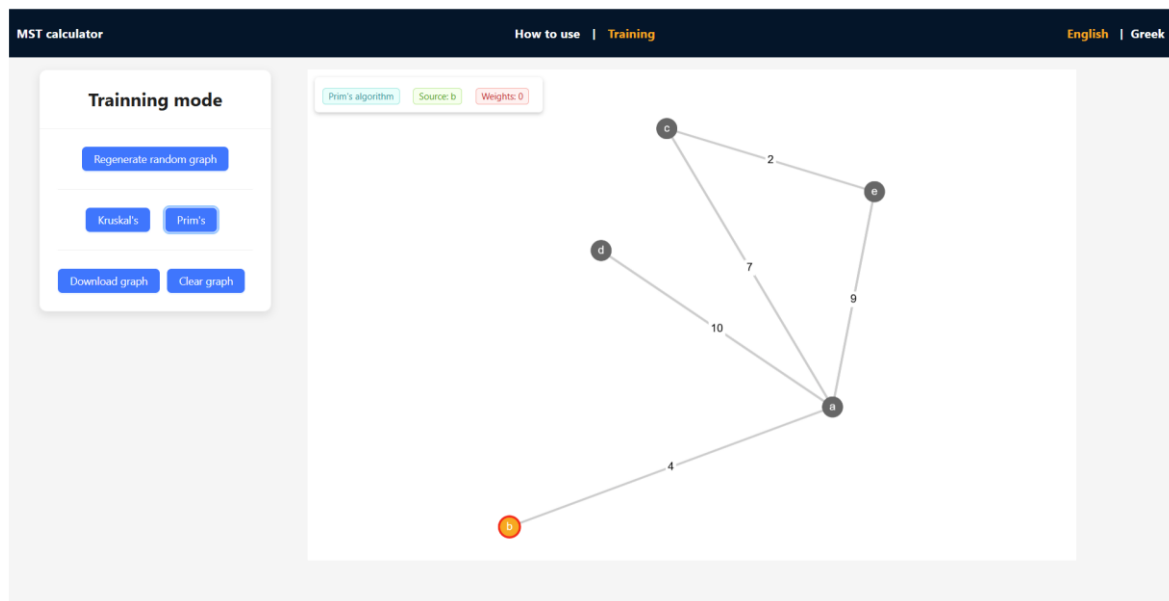 MST calculator
How to use | Training
English | Greek
Trainning mode
Regenerate random graph
Kruskal's
Prim's
Download graph
Clear graph
Prim's algorithm
Source: b
Weights: 0
c
2
e
d
7
9
10
a
4
b